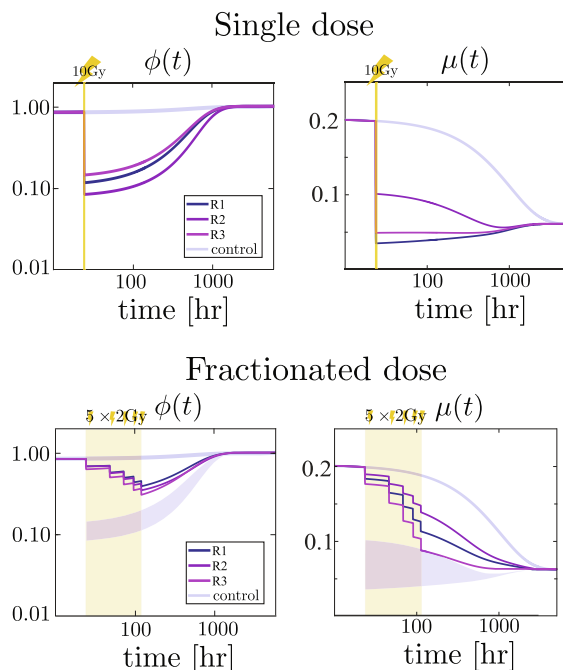 Single dose
ϕ(t)
μ(t)
10Gy
10Gy
1.00
0.10
0.01
R1
R2
R3
control
100
1000
time [hr]
0.2
0.1
100
1000
time [hr]
Fractionated dose
ϕ(t)
μ(t)
5 × 2Gy
5 × 2Gy
1.00
0.10
0.01
R1
R2
R3
control
100
1000
time [hr]
0.2
0.1
100
1000
time [hr]